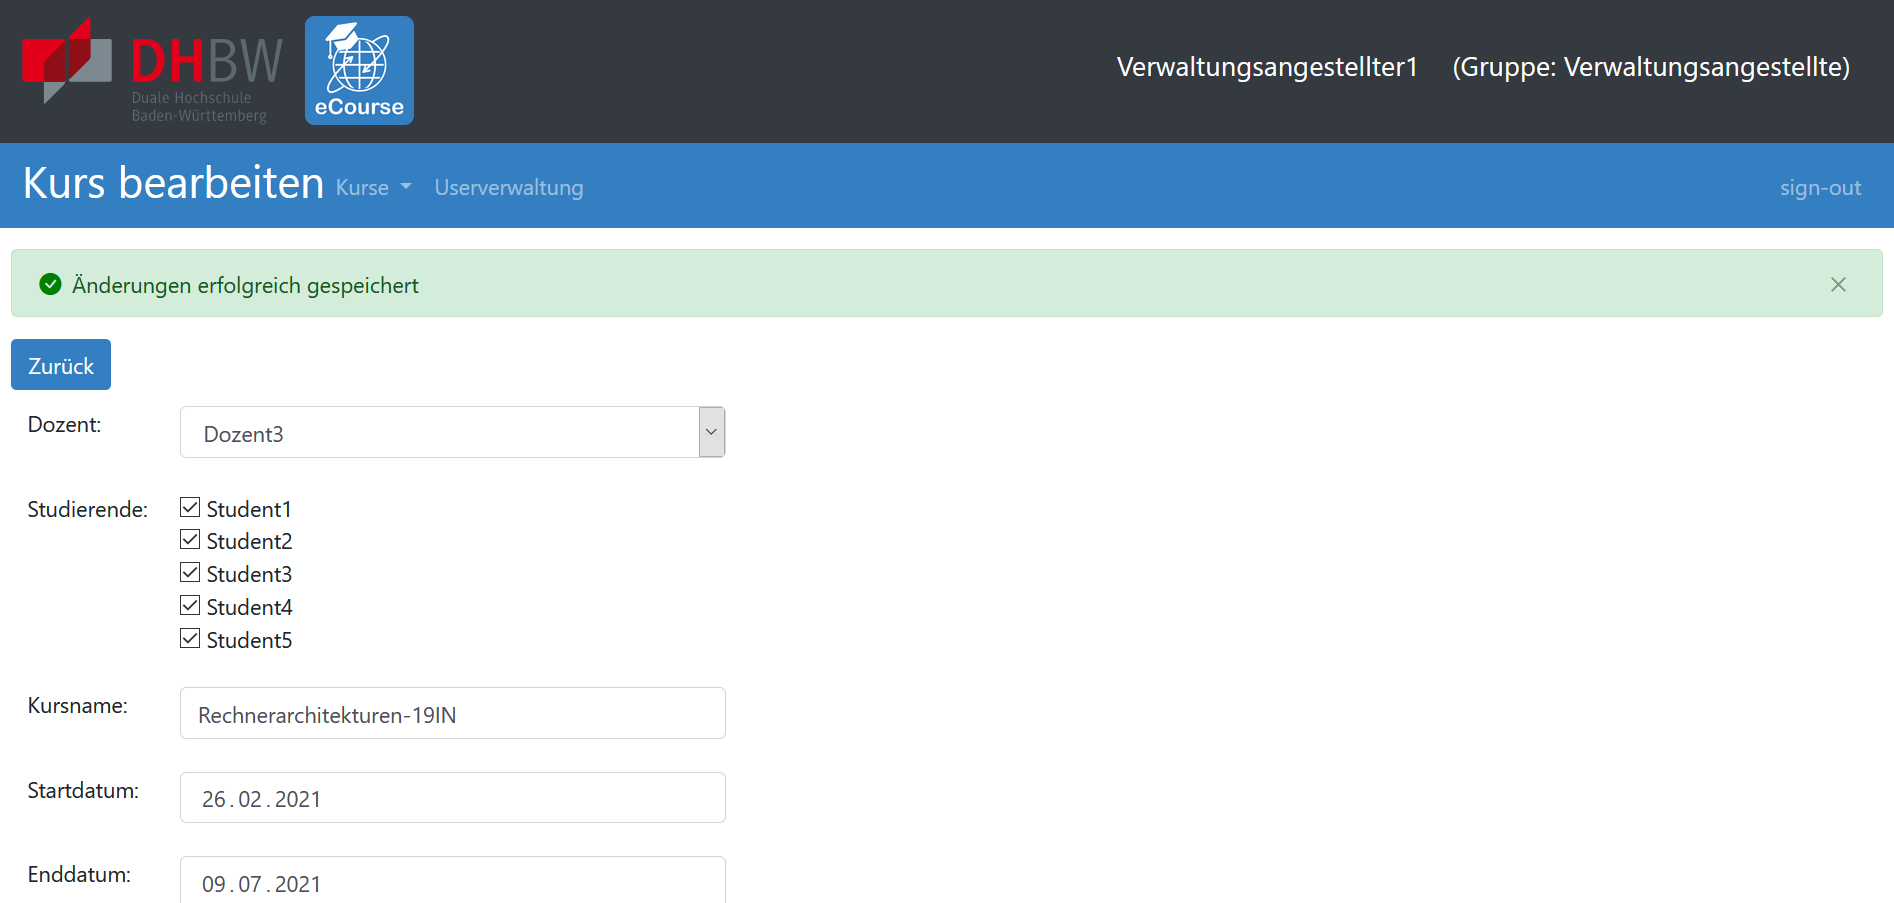 DHBW
Duale Hochschule
Baden-Württemberg
eCourse
Verwaltungsangestellter1 (Gruppe: Verwaltungsangestellte)
Kurs bearbeiten Kurse Userverwaltung sign-out
Änderungen erfolgreich gespeichert
Zurück
Dozent: Dozent3
Studierende: Student1
Student2
Student3
Student4
Student5
Kursname: Rechnerarchitekturen-19IN
Startdatum: 26.02.2021
Enddatum: 09.07.2021